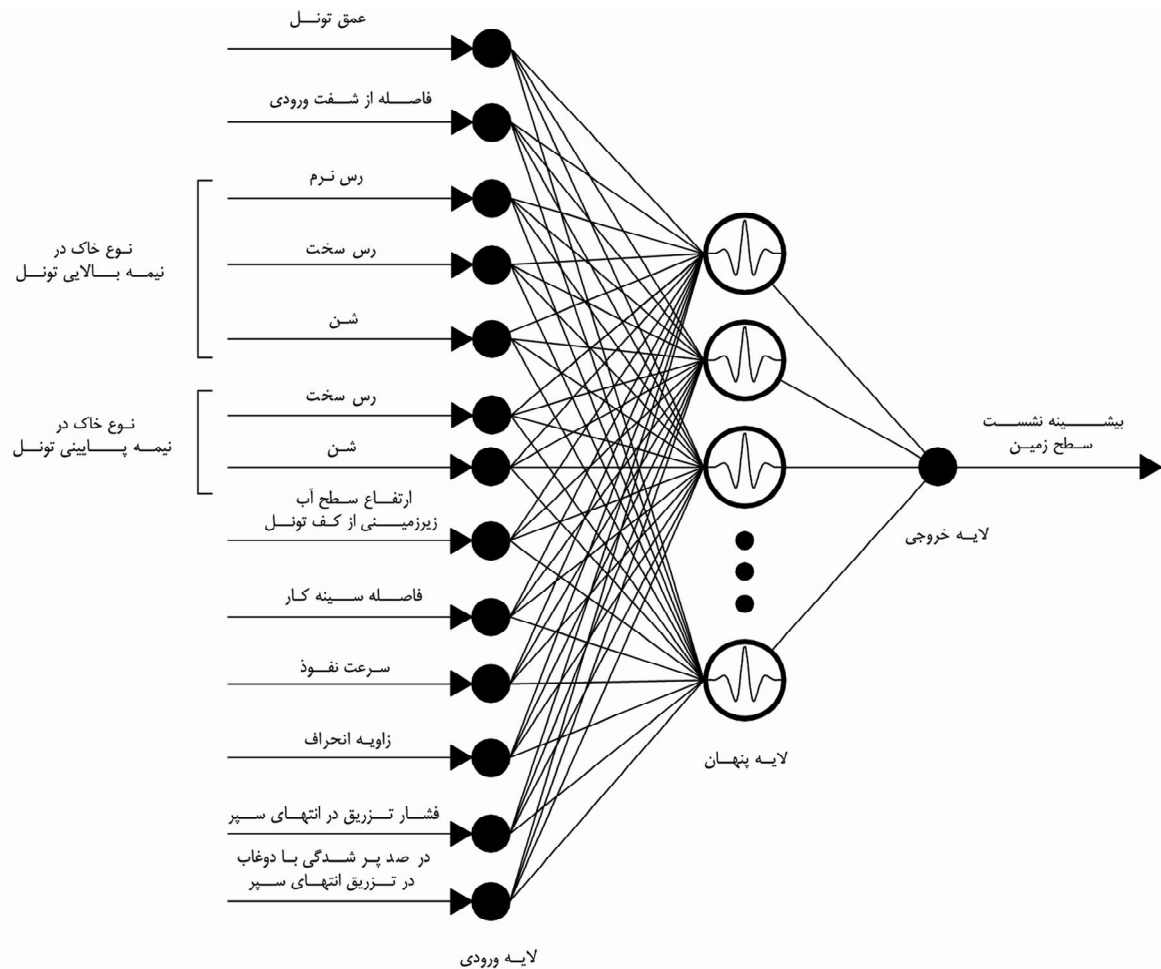 عمق تونل
فاصله از شفت ورودی
رس نرم
رس سخت
شن
نوع خاک در
نیمه بالایی تونل
رس سخت
شن
نوع خاک در
نیمه پایینی تونل
ارتفاع سطح آب
زیرزمینی از کف تونل
فاصله سینه کار
سرعت نفوذ
زاویه انحراف
فشار تزریق در انتهای سپر
در صد پر شدگی با دوغاب
در تزریق انتهای سپر
لایه ورودی
لایه پنهان
لایه خروجی
بیشینه نشست
سطح زمین